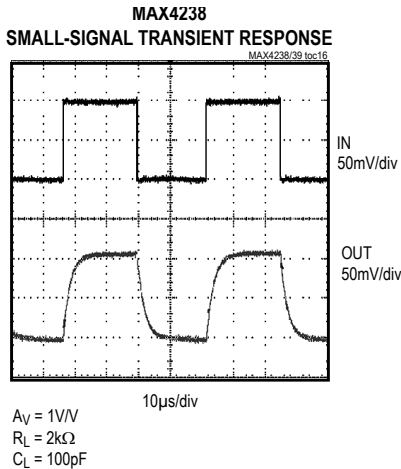 MAX4238
SMALL-SIGNAL TRANSIENT RESPONSE
MAX4238/39 toc16
IN
50mV/div
OUT
50mV/div
10μs/div
AV = 1V/V
RL = 2kΩ
CL = 100pF